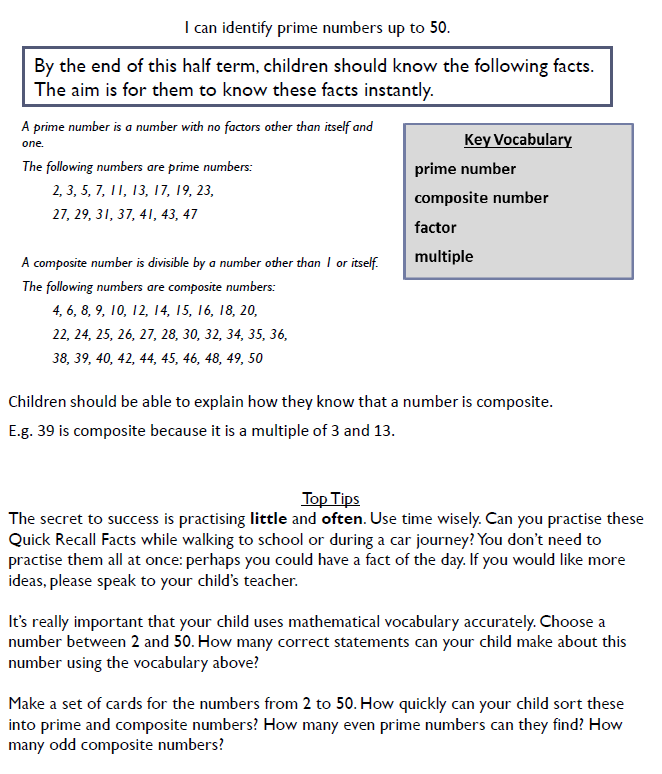 I can identify prime numbers up to 50.
By the end of this half term, children should know the following facts.
The aim is for them to know these facts instantly.
A prime number is a number with no factors other than itself and
one.
The following numbers are prime numbers:
2, 3, 5, 7, 11, 13, 17, 19, 23,
27, 29, 31, 37, 41, 43, 47
A composite number is divisible by a number other than 1 or itself.
The following numbers are composite numbers:
4, 6, 8, 9, 10, 12, 14, 15, 16, 18, 20,
22, 24, 25, 26, 27, 28, 30, 32, 34, 35, 36,
38, 39, 40, 42, 44, 45, 46, 48, 49, 50
Key Vocabulary
prime number
composite number
factor
multiple
Children should be able to explain how they know that a number is composite.
E.g. 39 is composite because it is a multiple of 3 and 13.
Top Tips
The secret to success is practising little and often. Use time wisely. Can you practise these
Quick Recall Facts while walking to school or during a car journey? You don't need to
practise them all at once: perhaps you could have a fact of the day. If you would like more
ideas, please speak to your child's teacher.
It's really important that your child uses mathematical vocabulary accurately. Choose a
number between 2 and 50. How many correct statements can your child make about this
number using the vocabulary above?
Make a set of cards for the numbers from 2 to 50. How quickly can your child sort these
into prime and composite numbers? How many even prime numbers can they find? How
many odd composite numbers?